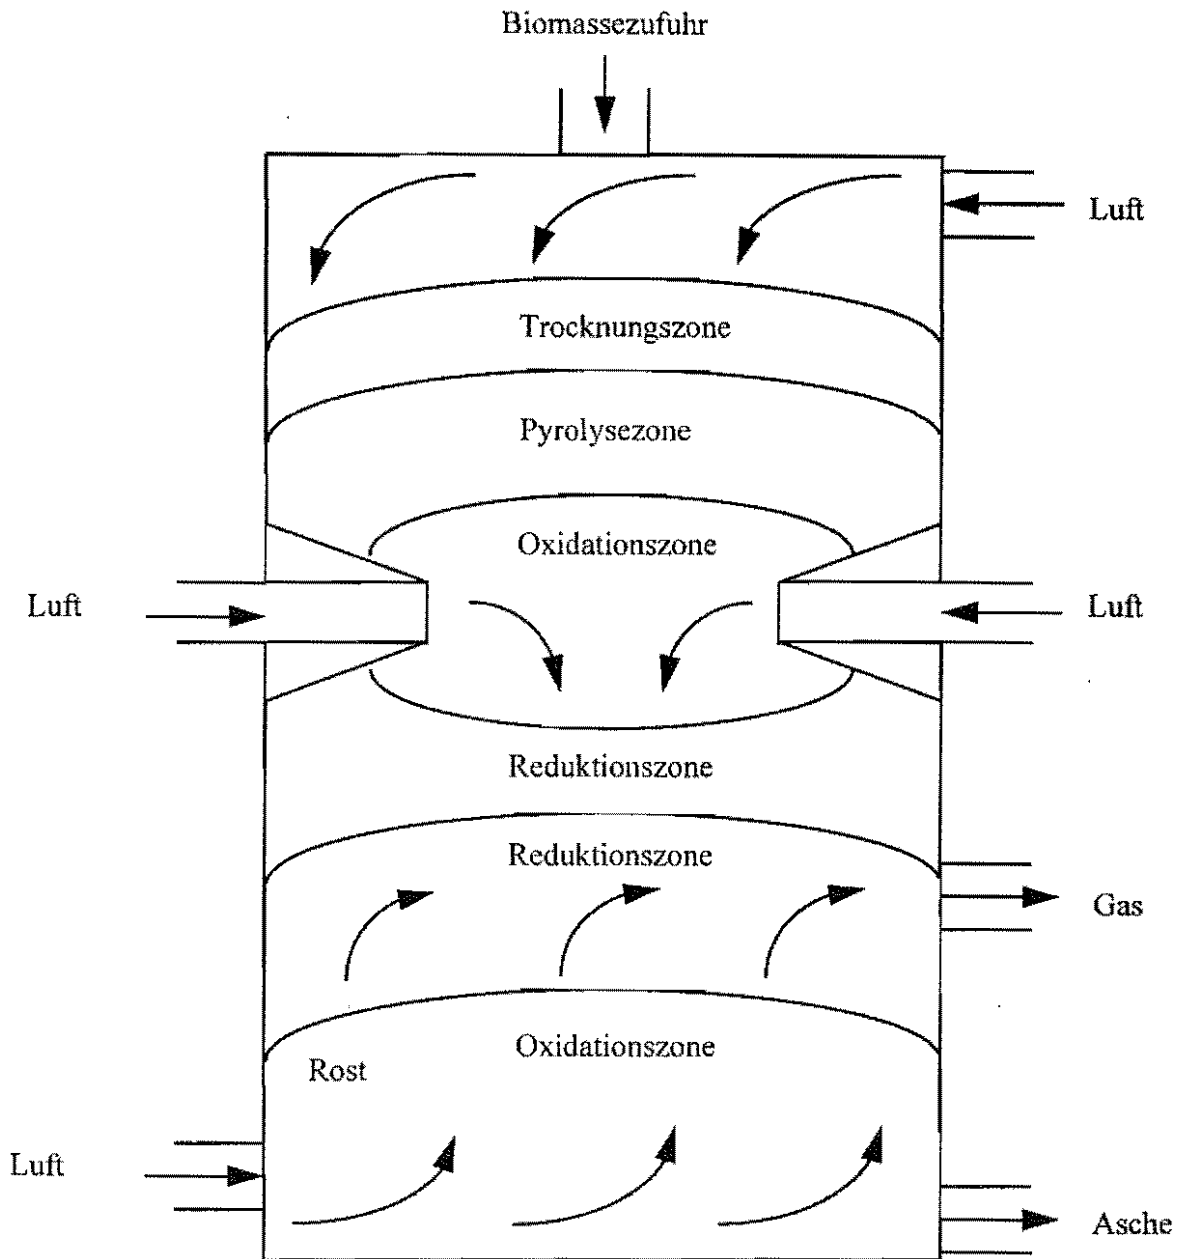 Biomassezufuhr
Luft
Trocknungszone
Pyrolysezone
Oxidationszone
Luft
Luft
Reduktionszone
Reduktionszone
Gas
Oxidationszone
Rost
Luft
Asche